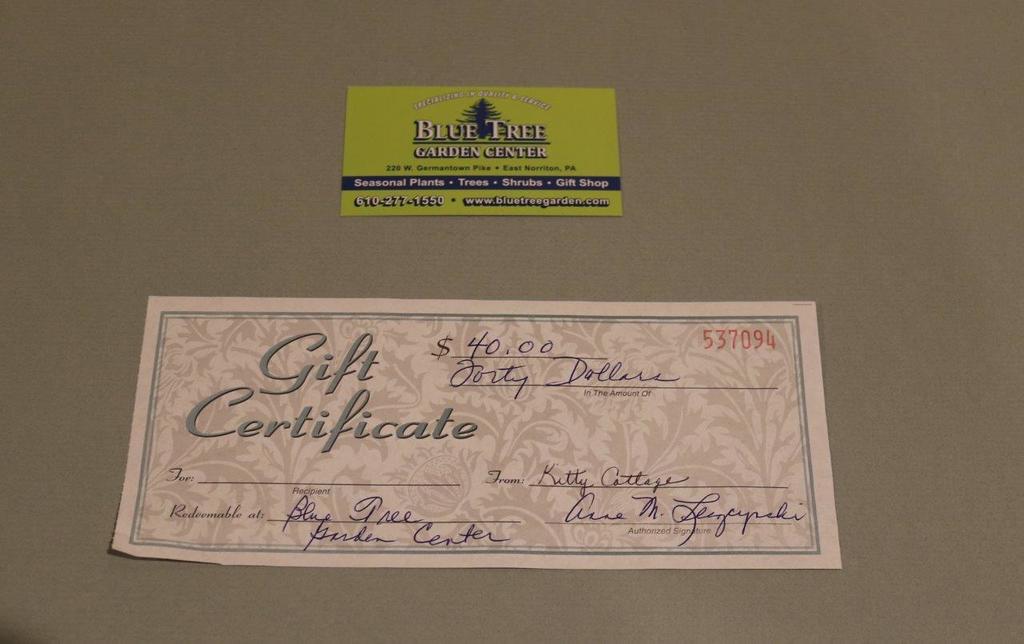 SPECIALIZING IN QUALITY & SERVICE
BLUE TREE
GARDEN CENTER
220 W. Germantown Pike • East Norriton, PA
Seasonal Plants • Trees • Shrubs • Gift Shop
610-277-1550 • www.bluetreegarden.com
Gift
Certificate
$ 40.00
537094
Forty Dollars
In The Amount Of
For:
Recipient
From: Kitty Cottage
Redeemable at: Blue Tree
Garden Center
Anne M. Leszcynski
Authorized Signature